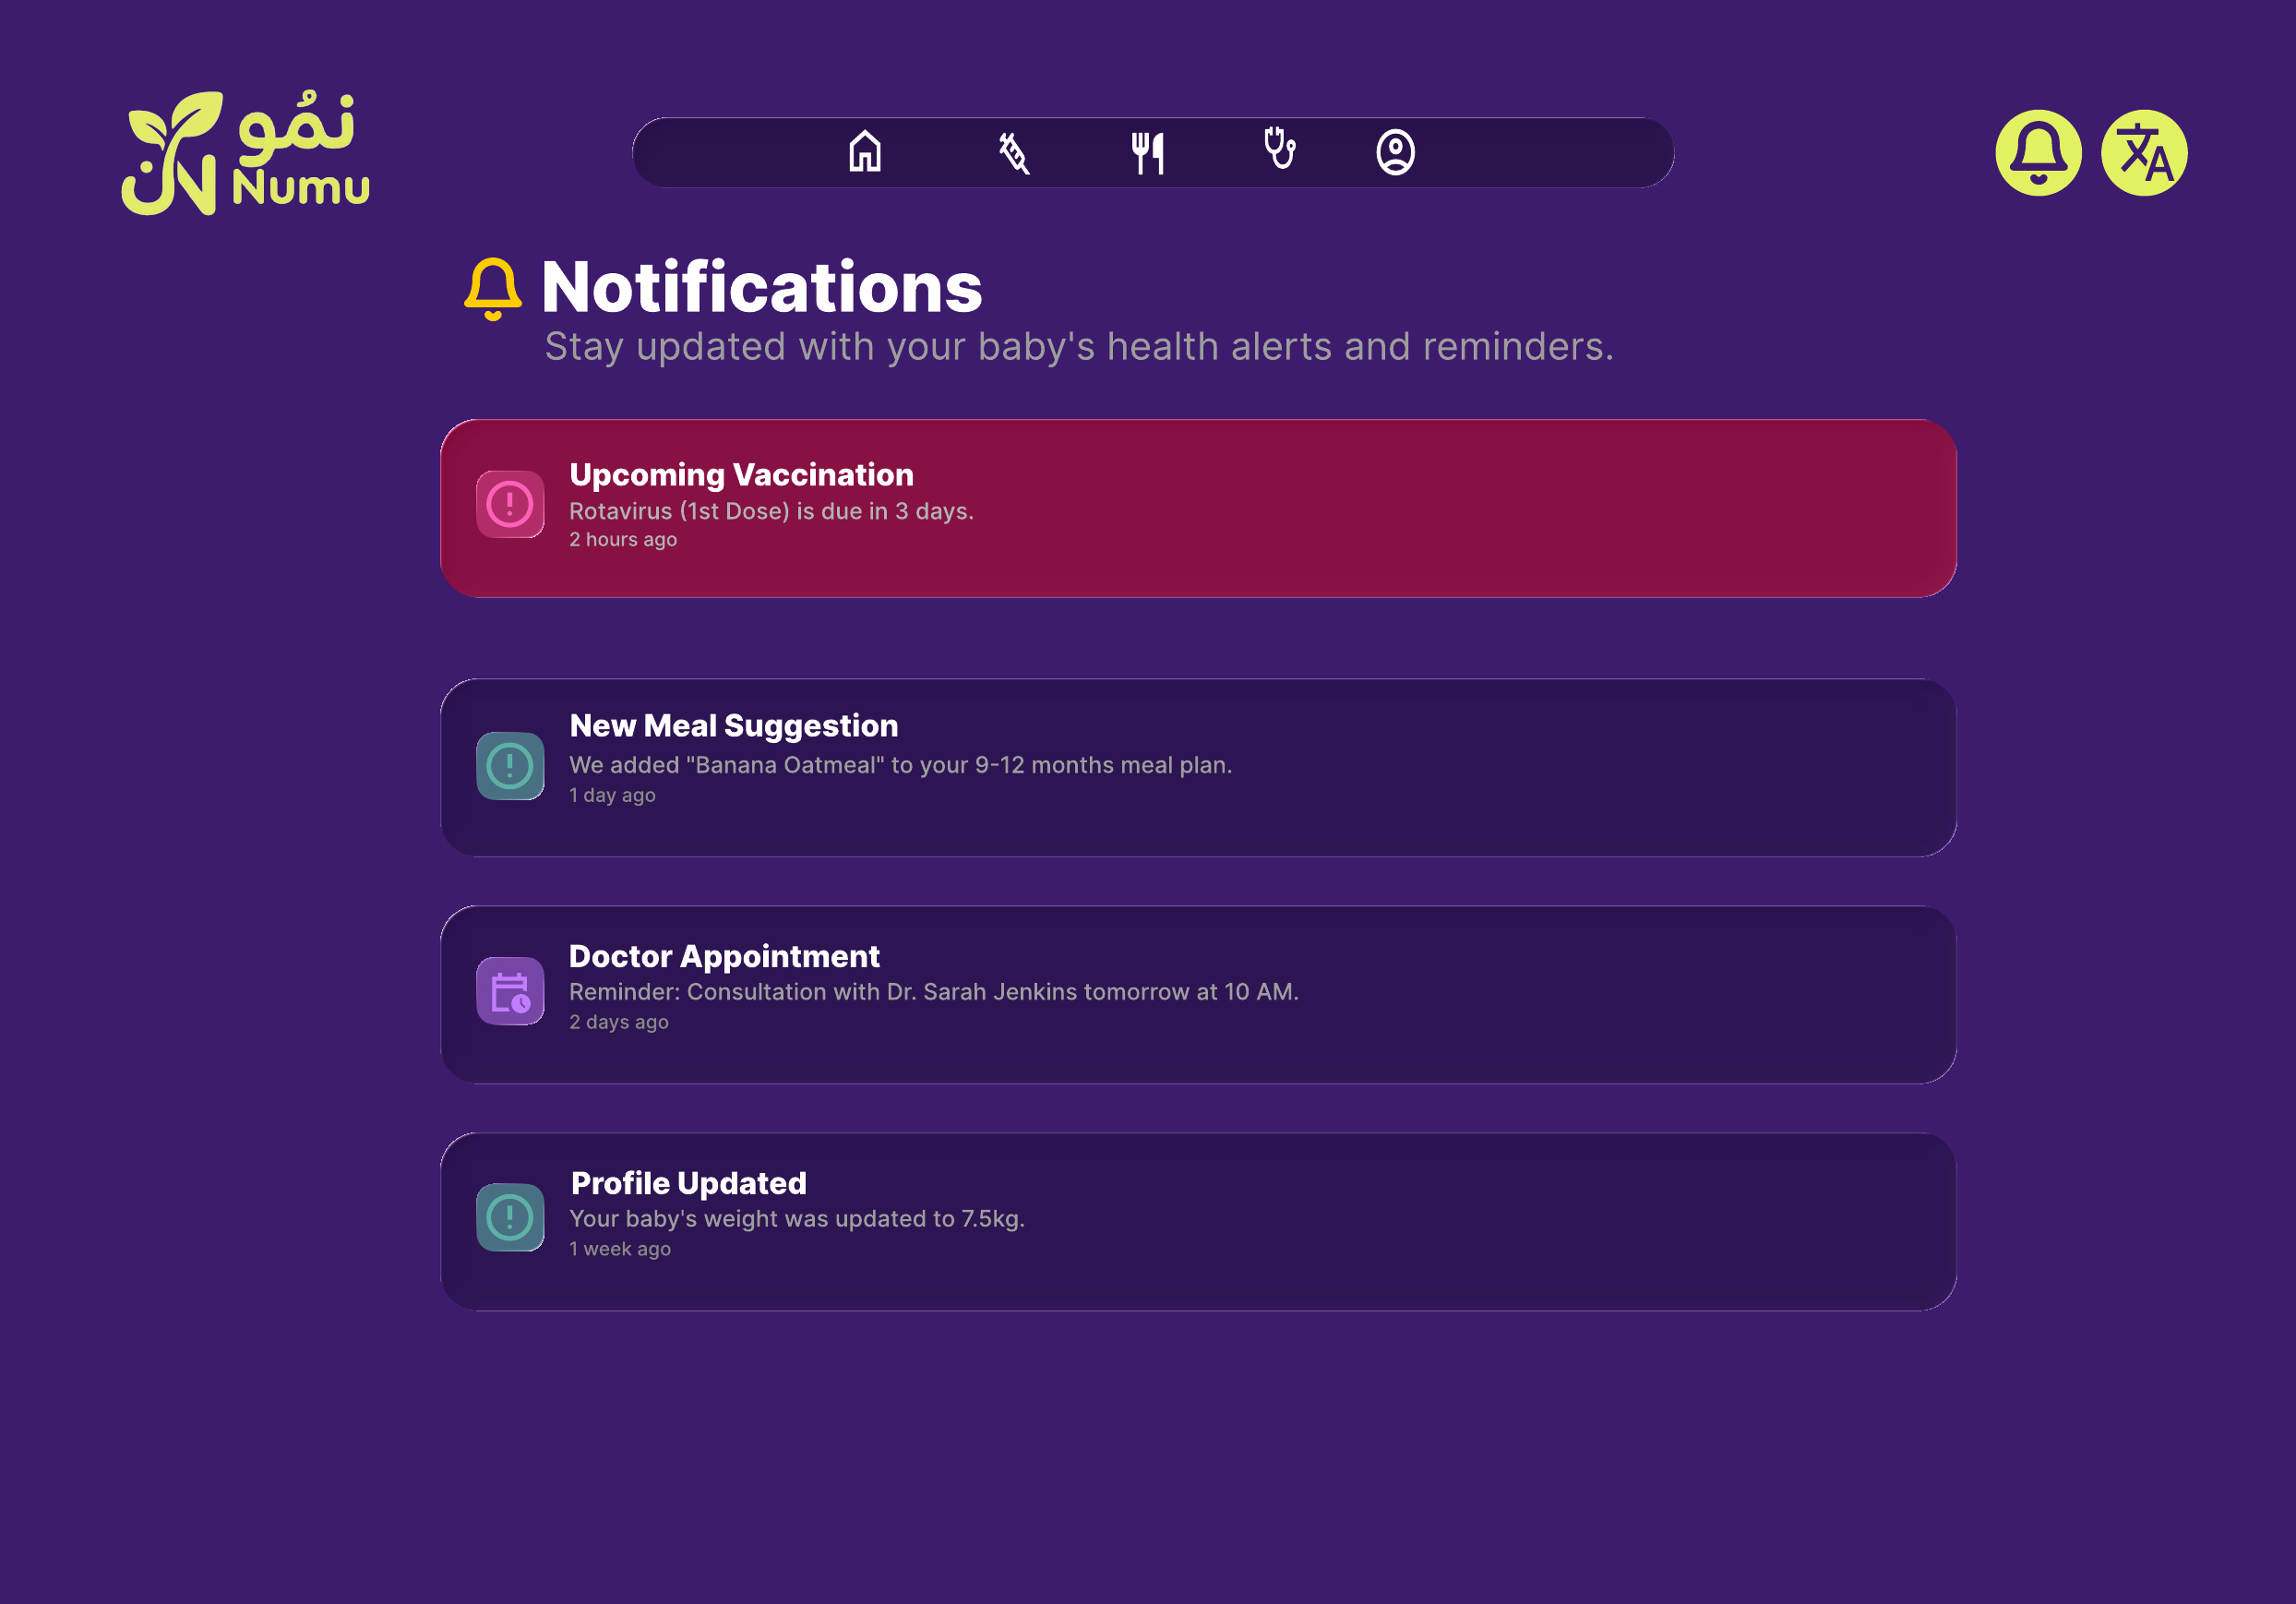 نمُو
Numu
Notifications
Stay updated with your baby's health alerts and reminders.
Upcoming Vaccination
Rotavirus (1st Dose) is due in 3 days.
2 hours ago
New Meal Suggestion
We added "Banana Oatmeal" to your 9-12 months meal plan.
1 day ago
Doctor Appointment
Reminder: Consultation with Dr. Sarah Jenkins tomorrow at 10 AM.
2 days ago
Profile Updated
Your baby's weight was updated to 7.5kg.
1 week ago